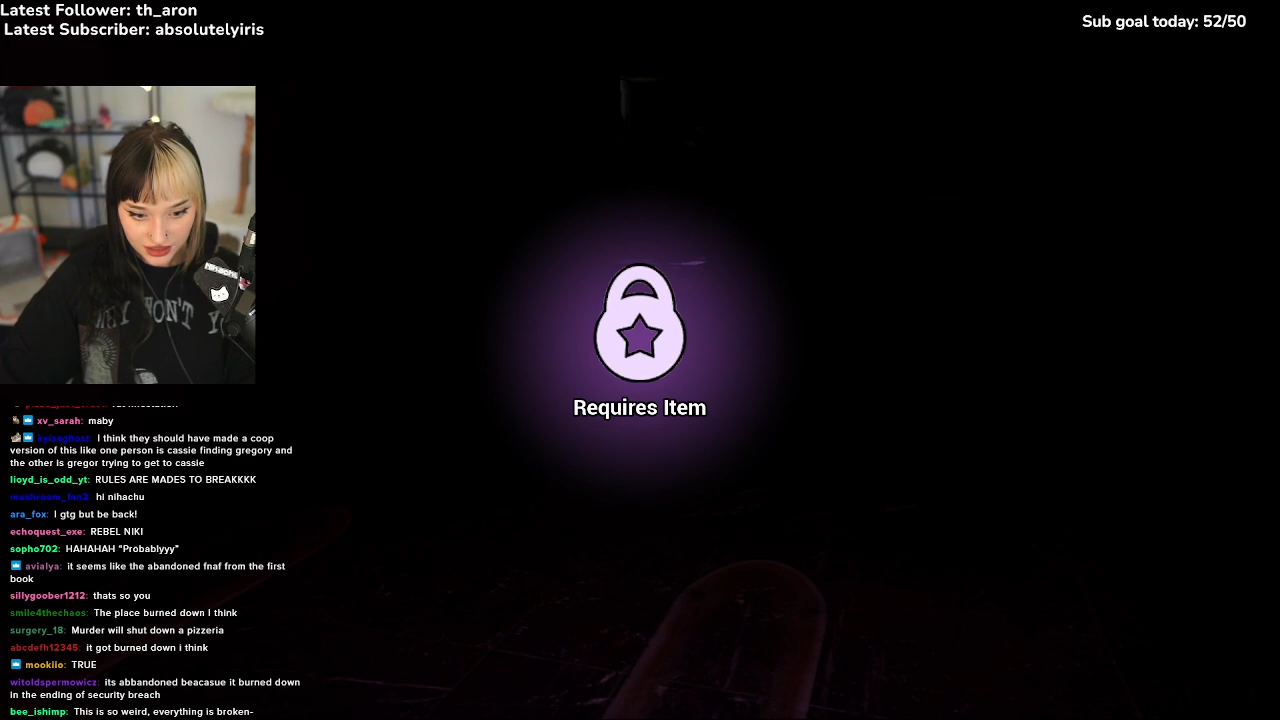 Latest Follower: th_aron
Latest Subscriber: absolutelyiris
Sub goal today: 52/50
WON'T Y
Requires Item
xv_sarah: maby
I think they should have made a coop
version of this like one person is cassie finding gregory and
the other is gregor trying to get to cassie
lioyd_is_odd_yt: RULES ARE MADES TO BREAKKKK
hi nihachu
ara_fox: I gtg but be back!
echoquest_exe: REBEL NIKI
sopho702: HAHAHAH "Probablyyy"
avialya: it seems like the abandoned fnaf from the first
book
sillygoober1212: thats so you
smile4thechaos: The place burned down I think
surgery_18: Murder will shut down a pizzeria
abcdefh12345: it got burned down i think
mookiio: TRUE
witoldspermowicz: its abbandoned beacasue it burned down
in the ending of security breach
bee_ishimp: This is so weird, everything is broken-